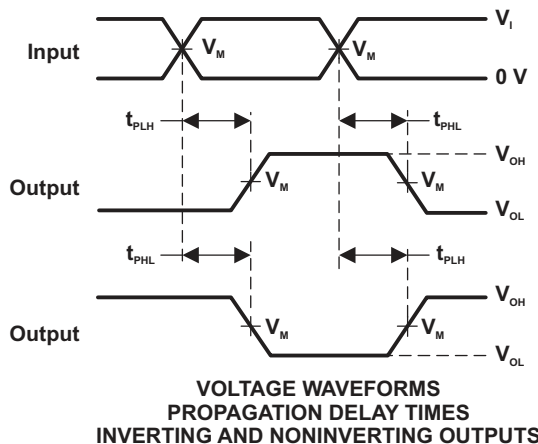 Input
V_M
V_M
V_I
0 V
t_PLH
t_PHL
Output
V_M
V_M
V_OH
V_OL
t_PHL
t_PLH
Output
V_M
V_M
V_OH
V_OL
VOLTAGE WAVEFORMS
PROPAGATION DELAY TIMES
INVERTING AND NONINVERTING OUTPUTS